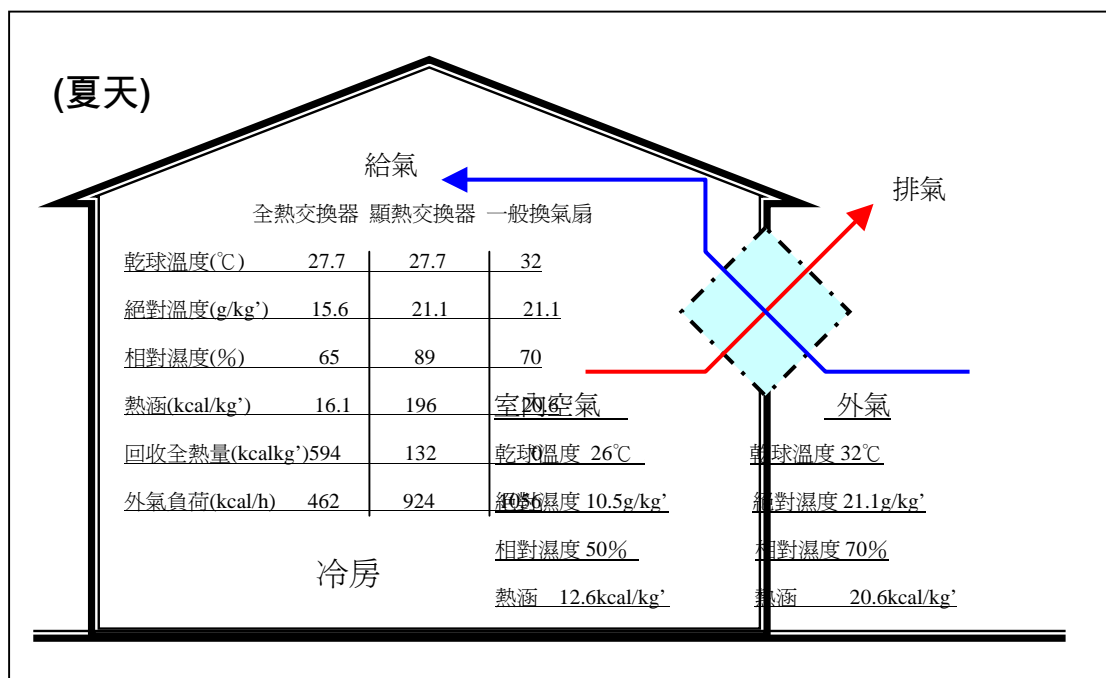 (夏天)
給氣
排氣
全熱交換器 顯熱交換器 一般換氣扇
乾球溫度(℃) 27.7 27.7 32
絕對溫度(g/kg’) 15.6 21.1 21.1
相對濕度(%) 65 89 70
熱涵(kcal/kg’) 16.1 196 20.6
回收全熱量(kcalkg’)594 132 0
外氣負荷(kcal/h) 462 924 1056
冷房
室內空氣
乾球溫度 26℃
絕對濕度 10.5g/kg’
相對濕度 50%
熱涵 12.6kcal/kg’
外氣
乾球溫度 32℃
絕對濕度 21.1g/kg’
相對濕度 70%
熱涵 20.6kcal/kg’